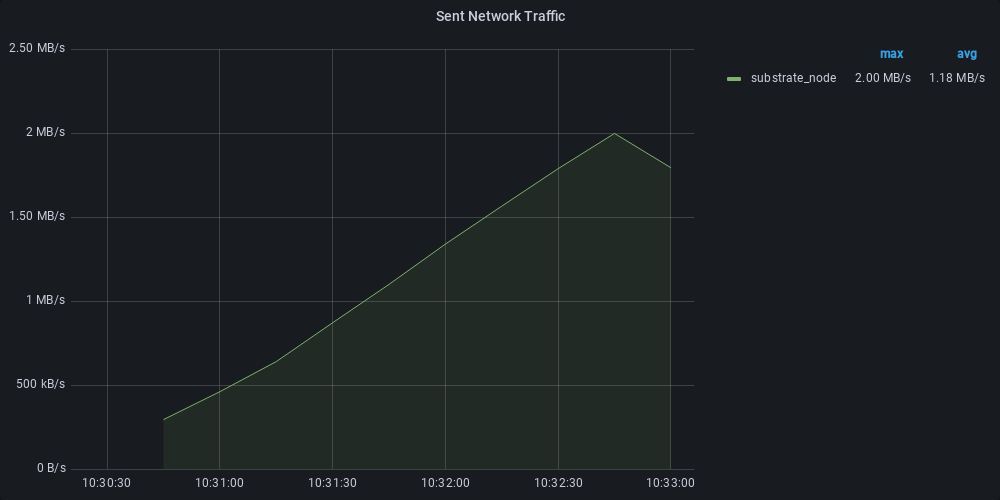 Sent Network Traffic
2.50 MB/s
2 MB/s
1.50 MB/s
1 MB/s
500 kB/s
0 B/s
10:30:30 10:31:00 10:31:30 10:32:00 10:32:30 10:33:00
max avg
substrate_node 2.00 MB/s 1.18 MB/s